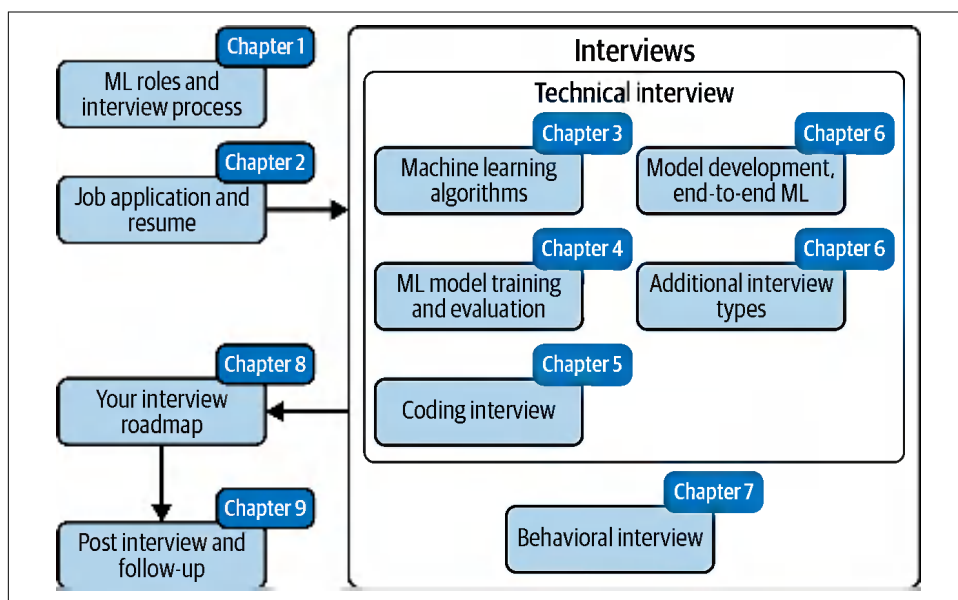 Chapter 1
ML roles and
interview process
Chapter 2
Job application and
resume
Interviews
Technical interview
Chapter 3
Machine learning
algorithms
Chapter 6
Model development,
end-to-end ML
Chapter 4
ML model training
and evaluation
Chapter 6
Additional interview
types
Chapter 5
Coding interview
Chapter 7
Behavioral interview
Chapter 8
Your interview
roadmap
Chapter 9
Post interview and
follow-up